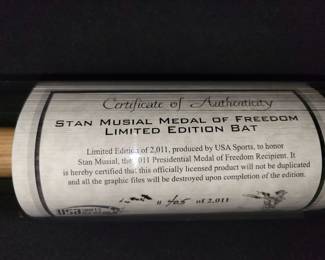 Certificate of Authenticity
STAN MUSIAL MEDAL OF FREEDOM
LIMITED EDITION BAT
Limited Edition of 2,011, produced by USA Sports, to honor
Stan Musial, the 2011 Presidential Medal of Freedom Recipient. It
is hereby certified that this officially licensed product will not be duplicated
and all the graphic files will be destroyed upon completion of the edition.
USA
# of 2,011